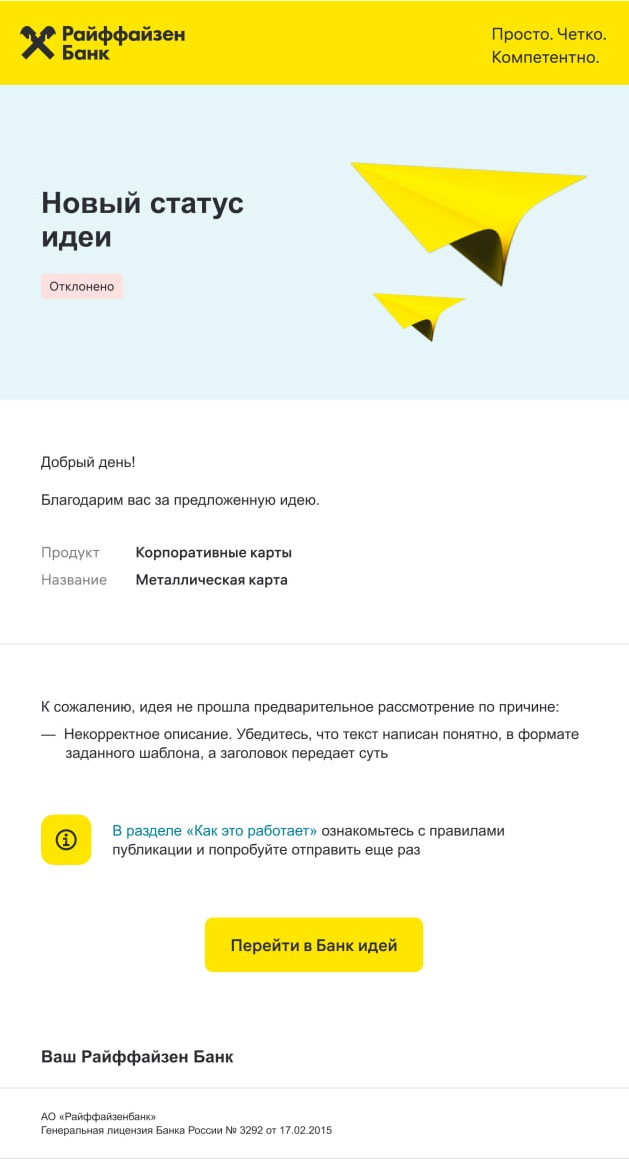 Райффайзен
Банк
Просто. Четко.
Компетентно.
Новый статус
идеи
Отклонено
Добрый день!
Благодарим вас за предложенную идею.
Продукт Корпоративные карты
Название Металлическая карта
К сожалению, идея не прошла предварительное рассмотрение по причине:
— Некорректное описание. Убедитесь, что текст написан понятно, в формате
заданного шаблона, а заголовок передает суть
В разделе «Как это работает» ознакомьтесь с правилами
публикации и попробуйте отправить еще раз
Перейти в Банк идей
Ваш Райффайзен Банк
АО «Райффайзенбанк»
Генеральная лицензия Банка России № 3292 от 17.02.2015